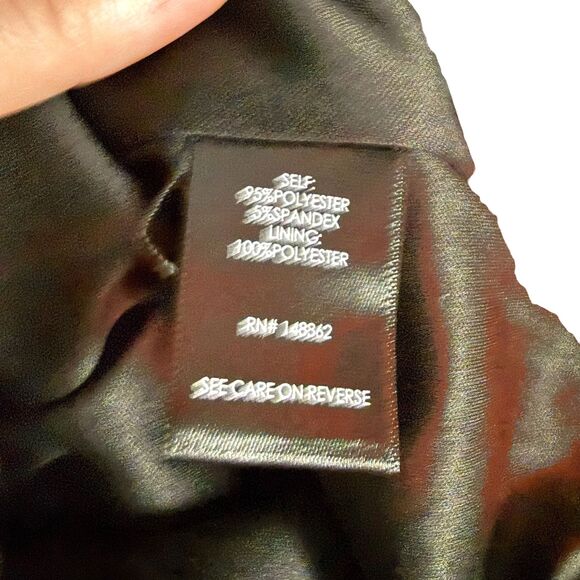 SELF:
95%POLYESTER
5%SPANDEX
LINING:
100%POLYESTER
RN# 148862
SEE CARE ON REVERSE